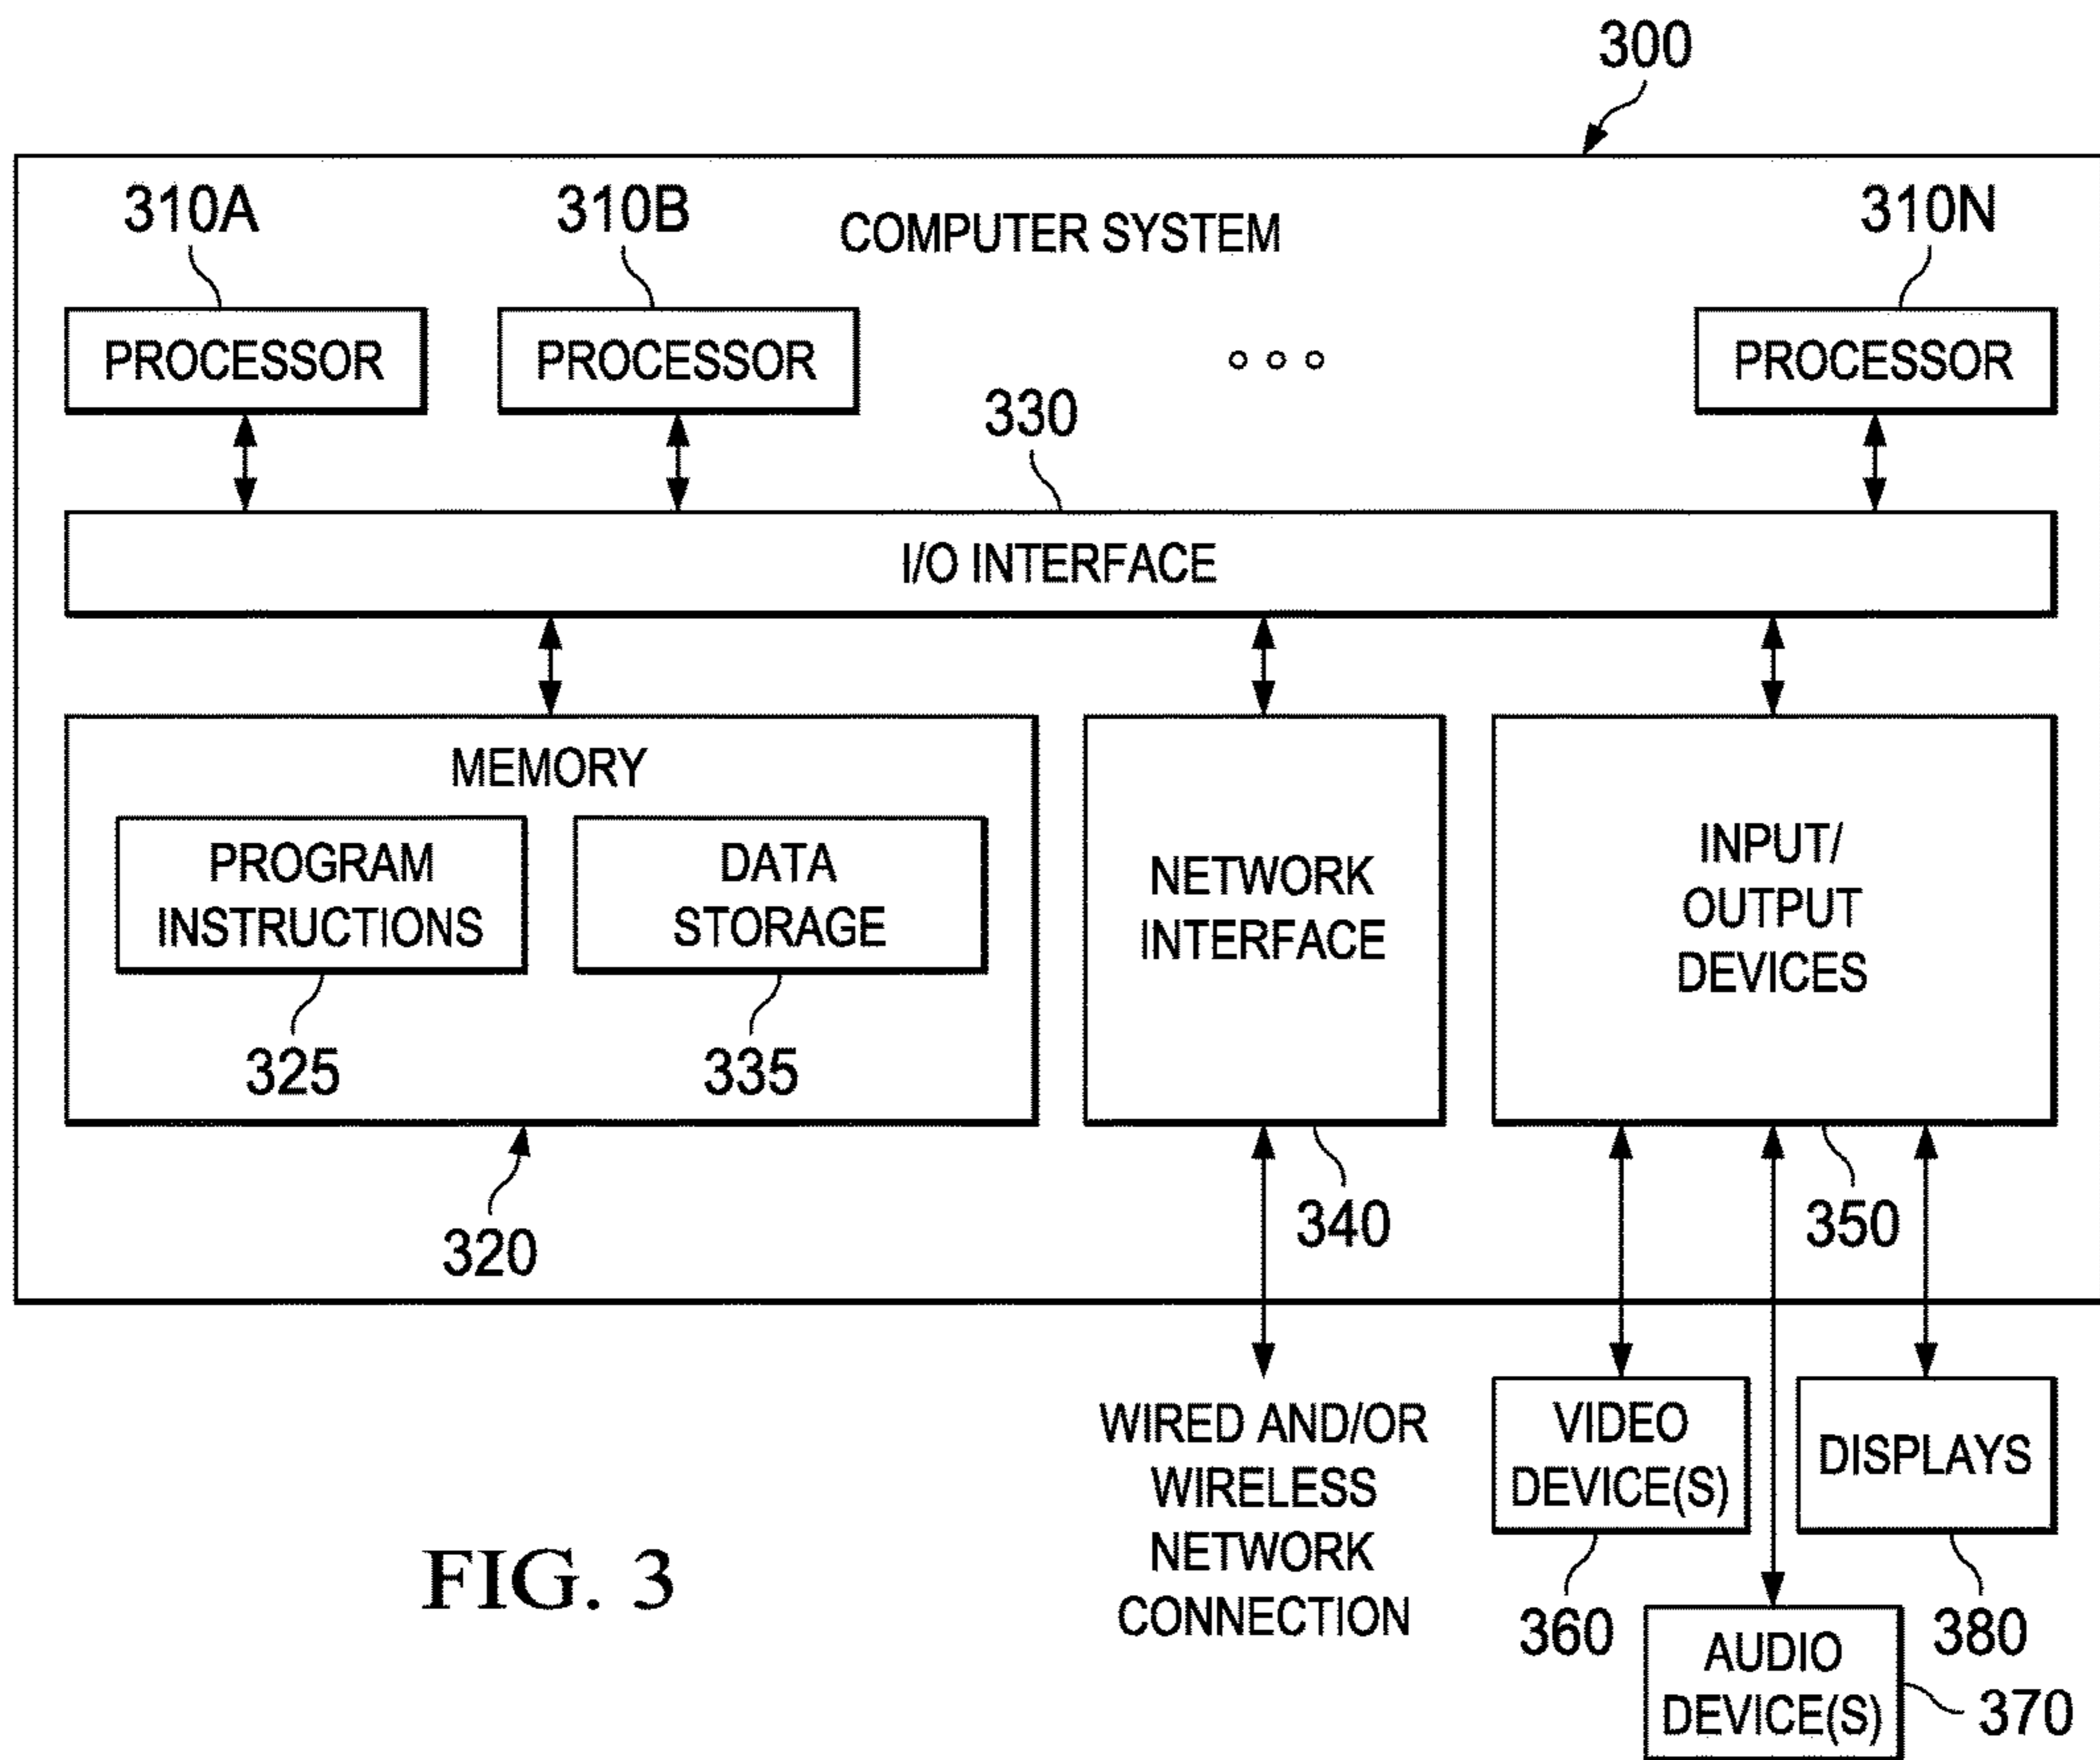 300
310A
310B
COMPUTER SYSTEM
310N
PROCESSOR
PROCESSOR
PROCESSOR
330
I/O INTERFACE
MEMORY
PROGRAM
INSTRUCTIONS
325
DATA
STORAGE
335
320
NETWORK
INTERFACE
340
INPUT/
OUTPUT
DEVICES
350
WIRED AND/OR
WIRELESS
NETWORK
CONNECTION
VIDEO
DEVICE(S)
360
DISPLAYS
380
AUDIO
DEVICE(S)
370
FIG. 3